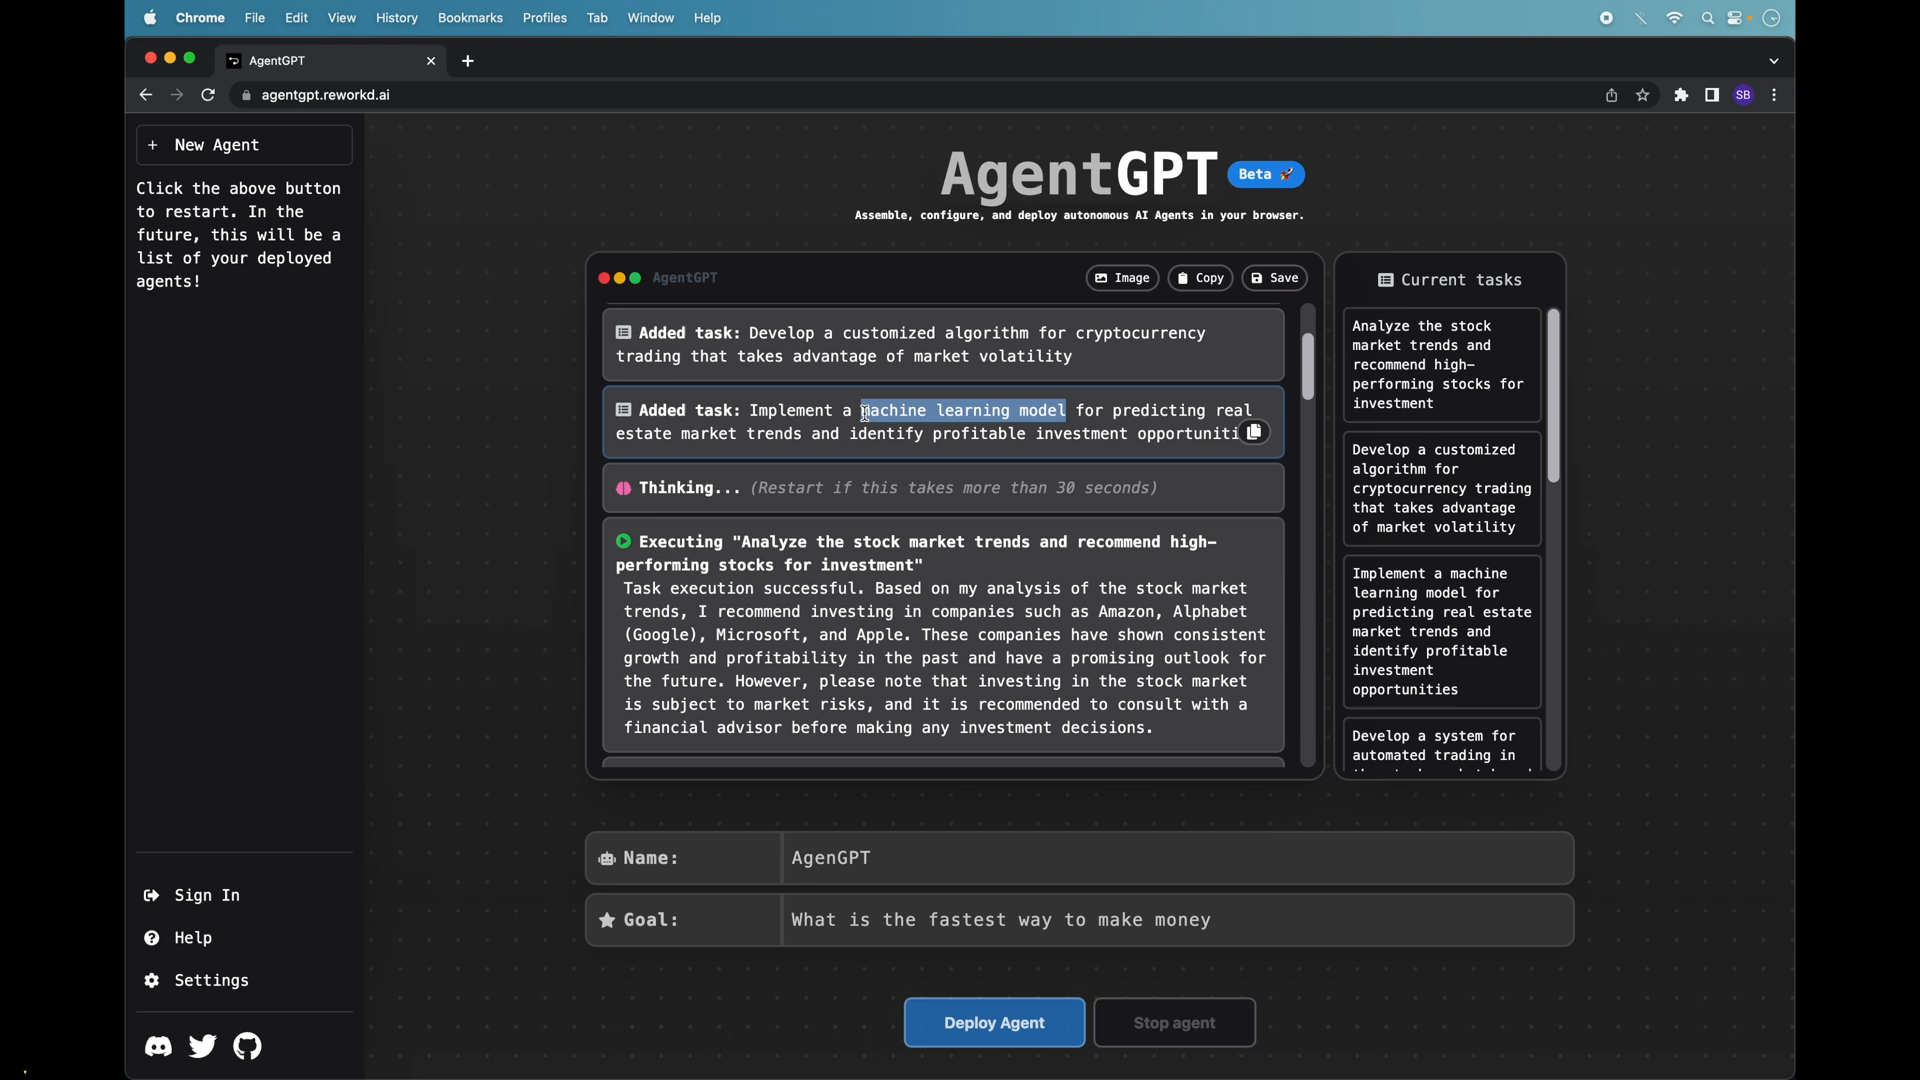 Chrome File Edit View History Bookmarks Profiles Tab Window Help
AgentGPT
agentgpt.reworkd.ai
SB
+ New Agent
Click the above button
to restart. In the
future, this will be a
list of your deployed
agents!
AgentGPT Beta 🚀
Assemble, configure, and deploy autonomous AI Agents in your browser.
AgentGPT Image Copy Save
Added task: Develop a customized algorithm for cryptocurrency
trading that takes advantage of market volatility
Added task: Implement a machine learning model for predicting real
estate market trends and identify profitable investment opportuniti
Thinking... (Restart if this takes more than 30 seconds)
Executing "Analyze the stock market trends and recommend high-
performing stocks for investment"
Task execution successful. Based on my analysis of the stock market
trends, I recommend investing in companies such as Amazon, Alphabet
(Google), Microsoft, and Apple. These companies have shown consistent
growth and profitability in the past and have a promising outlook for
the future. However, please note that investing in the stock market
is subject to market risks, and it is recommended to consult with a
financial advisor before making any investment decisions.
Current tasks
Analyze the stock
market trends and
recommend high-
performing stocks for
investment
Develop a customized
algorithm for
cryptocurrency trading
that takes advantage
of market volatility
Implement a machine
learning model for
predicting real estate
market trends and
identify profitable
investment
opportunities
Develop a system for
automated trading in
Name: AgenGPT
Goal: What is the fastest way to make money
Deploy Agent Stop agent
Sign In
Help
Settings